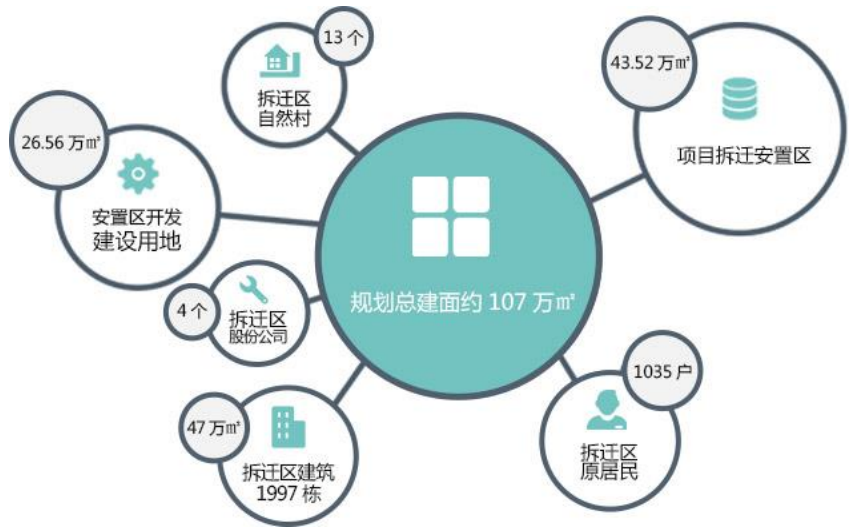 13 个
拆迁区
自然村
43.52 万㎡
项目拆迁安置区
26.56 万㎡
安置区开发
建设用地
规划总建面约 107 万㎡
4 个
拆迁区
股份公司
47 万㎡
拆迁区建筑
1997 栋
1035 户
拆迁区
原居民